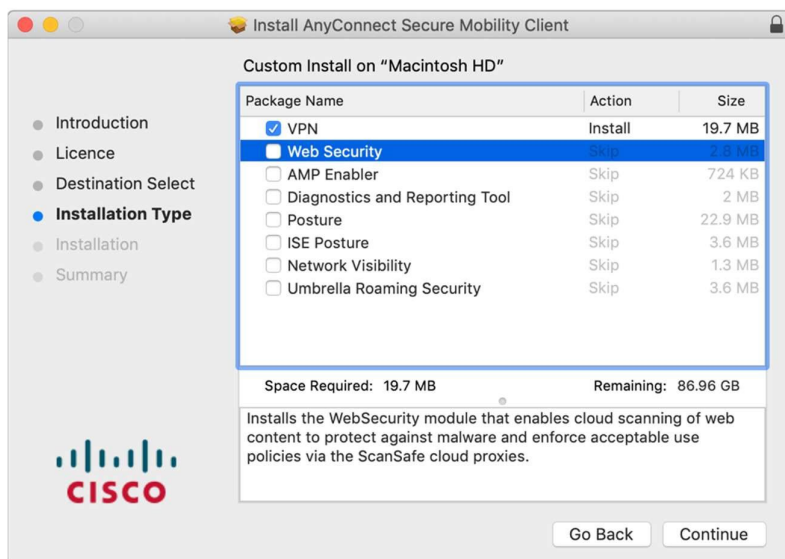 Install AnyConnect Secure Mobility Client
Custom Install on “Macintosh HD”
Introduction
Licence
Destination Select
Installation Type
Installation
Summary
Package Name Action Size
VPN Install 19.7 MB
Web Security Skip 2.8 MB
AMP Enabler Skip 724 KB
Diagnostics and Reporting Tool Skip 2 MB
Posture Skip 22.9 MB
ISE Posture Skip 3.6 MB
Network Visibility Skip 1.3 MB
Umbrella Roaming Security Skip 3.6 MB
Space Required: 19.7 MB Remaining: 86.96 GB
Installs the WebSecurity module that enables cloud scanning of web
content to protect against malware and enforce acceptable use
policies via the ScanSafe cloud proxies.
CISCO
Go Back Continue